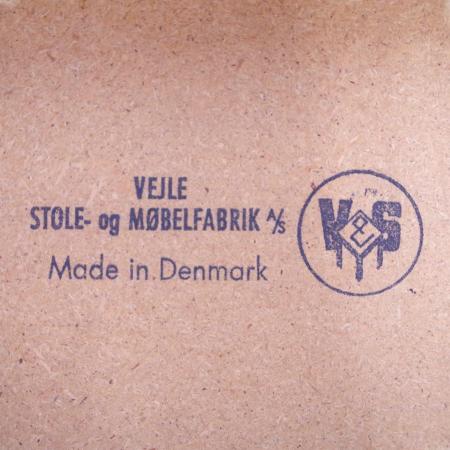 VEJLE
STOLE- og MØBELFABRIK A/S
Made in Denmark
V&S